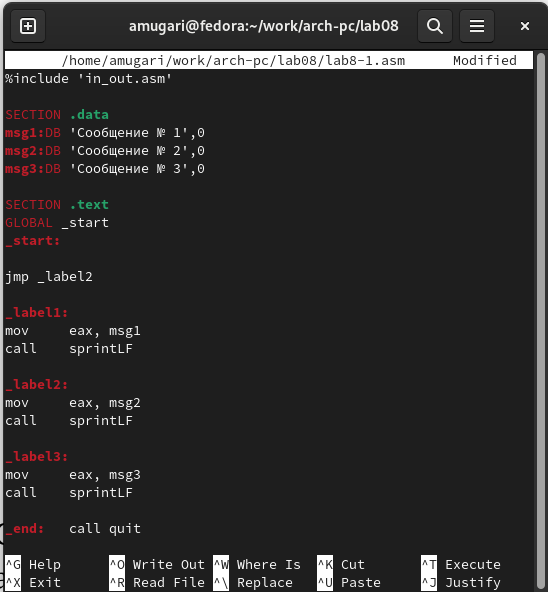 amugari@fedora:~/work/arch-pc/lab08
/home/amugari/work/arch-pc/lab08/lab8-1.asm Modified
%include 'in_out.asm'
SECTION .data
msg1:DB 'Сообщение № 1',0
msg2:DB 'Сообщение № 2',0
msg3:DB 'Сообщение № 3',0
SECTION .text
GLOBAL _start
_start:
jmp _label2
_label1:
mov eax, msg1
call sprintLF
_label2:
mov eax, msg2
call sprintLF
_label3:
mov eax, msg3
call sprintLF
_end: call quit
^G Help ^O Write Out ^W Where Is ^K Cut ^T Execute
^X Exit ^R Read File ^\ Replace ^U Paste ^J Justify